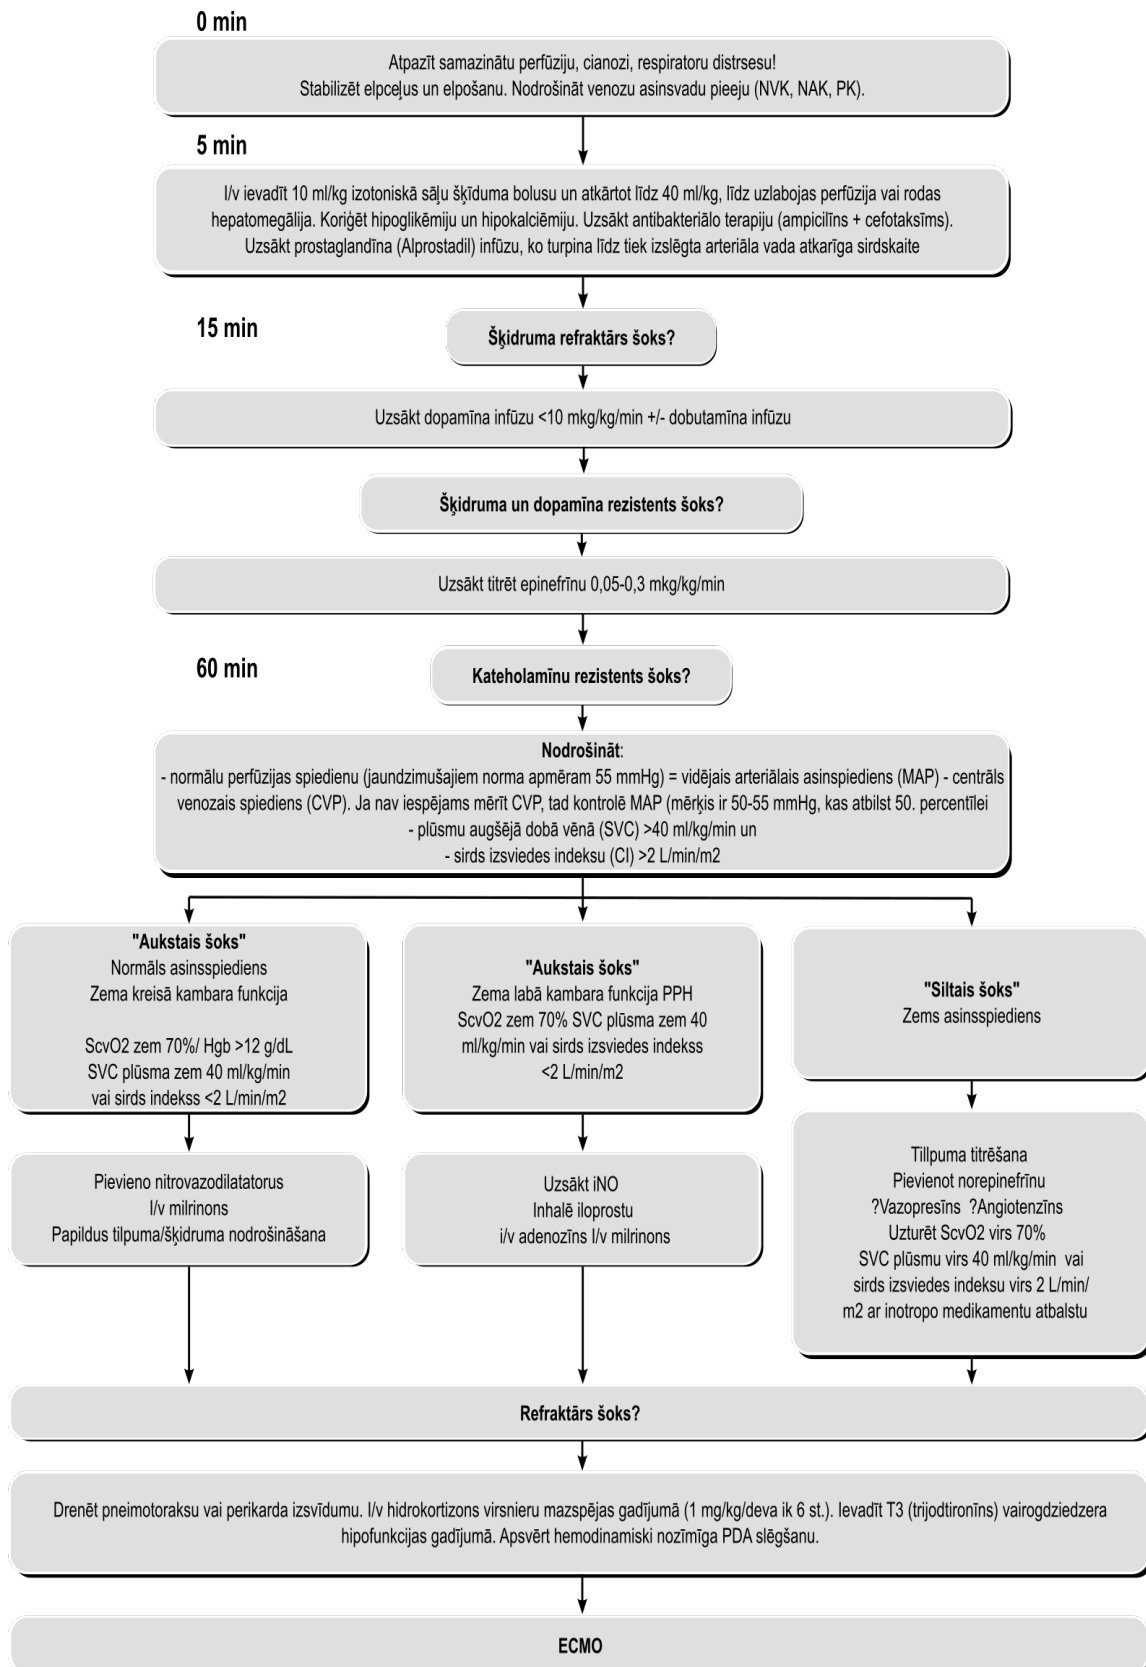 0 min
Atpazīt samazinātu perfūziju, cianozi, respiratoru distrsesu!
Stabilizēt elpceļus un elpošanu. Nodrošināt venozu asinsvadu pieeju (NVK, NAK, PK).
5 min
I/v ievadīt 10 ml/kg izotoniskā sāļu šķīduma bolusu un atkārtot līdz 40 ml/kg, līdz uzlabojas perfūzija vai rodas
hepatomegālija. Koriģēt hipoglikēmiju un hipokalciēmiju. Uzsākt antibakteriālo terapiju (ampicilīns + cefotaksīms).
Uzsākt prostaglandīna (Alprostadil) infūzu, ko turpina līdz tiek izslēgta arteriāla vada atkarīga sirdskaite
15 min
Šķidruma refraktārs šoks?
Uzsākt dopamīna infūzu <10 mkg/kg/min +/- dobutamīna infūzu
Šķidruma un dopamīna rezistents šoks?
Uzsākt titrēt epinefrīnu 0,05-0,3 mkg/kg/min
60 min
Kateholamīnu rezistents šoks?
Nodrošināt:
- normālu perfūzijas spiedienu (jaundzimušajiem norma apmēram 55 mmHg) = vidējais arteriālais asinspiediens (MAP) - centrāls
venozais spiediens (CVP). Ja nav iespējams mērīt CVP, tad kontrolē MAP (mērķis ir 50-55 mmHg, kas atbilst 50. percentīlei
- plūsmu augšējā dobā vēnā (SVC) >40 ml/kg/min un
- sirds izsviedes indeksu (CI) >2 L/min/m2
"Aukstais šoks"
Normāls asinsspiediens
Zema kreisā kambara funkcija
ScvO2 zem 70%/ Hgb >12 g/dL
SVC plūsma zem 40 ml/kg/min
vai sirds indekss <2 L/min/m2
"Aukstais šoks"
Zema labā kambara funkcija PPH
ScvO2 zem 70% SVC plūsma zem 40
ml/kg/min vai sirds izsviedes indekss
<2 L/min/m2
"Siltais šoks"
Zems asinsspiediens
Pievieno nitrovazodilatatorus
I/v milrinons
Papildus tilpuma/šķidruma nodrošināšana
Uzsākt iNO
Inhalē iloprostu
i/v adenozīns I/v milrinons
Tillpuma titrēšana
Pievienot norepinefrīnu
?Vazopresīns ?Angiotenzīns
Uzturēt ScvO2 virs 70%
SVC plūsmu virs 40 ml/kg/min vai
sirds izsviedes indeksu virs 2 L/min/
m2 ar inotropo medikamentu atbalstu
Refraktārs šoks?
Drenēt pneimotoraksu vai perikarda izsvīdumu. I/v hidrokortizons virsnieru mazspējas gadījumā (1 mg/kg/deva ik 6 st.). Ievadīt T3 (trijodtironīns) vairogdziedzera
hipofunkcijas gadījumā. Apsvērt hemodinamiski nozīmīga PDA slēgšanu.
ECMO